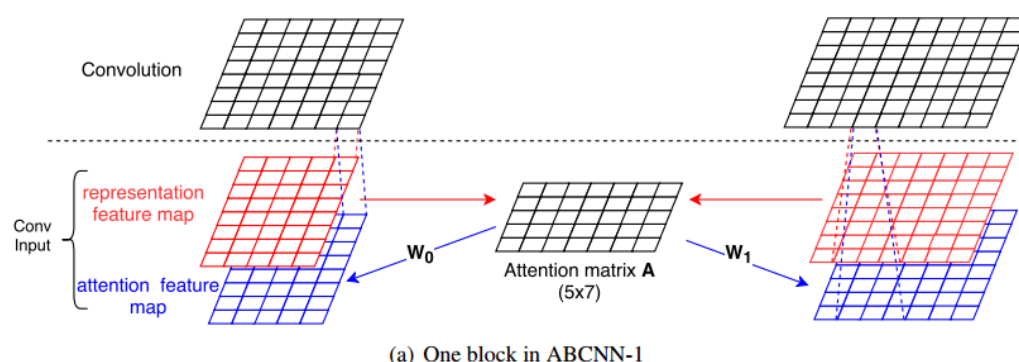 Convolution
representation
feature map
Conv
Input
attention feature
map
W0
Attention matrix A
(5x7)
W1
(a) One block in ABCNN-1